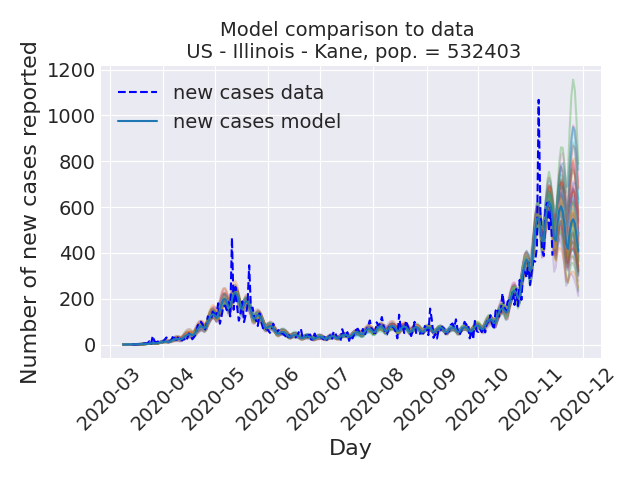 Model comparison to data
US - Illinois - Kane, pop. = 532403
Number of new cases reported
1200
1000
800
600
400
200
0
new cases data
new cases model
2020-03
2020-04
2020-05
2020-06
2020-07
2020-08
2020-09
2020-10
2020-11
2020-12
Day